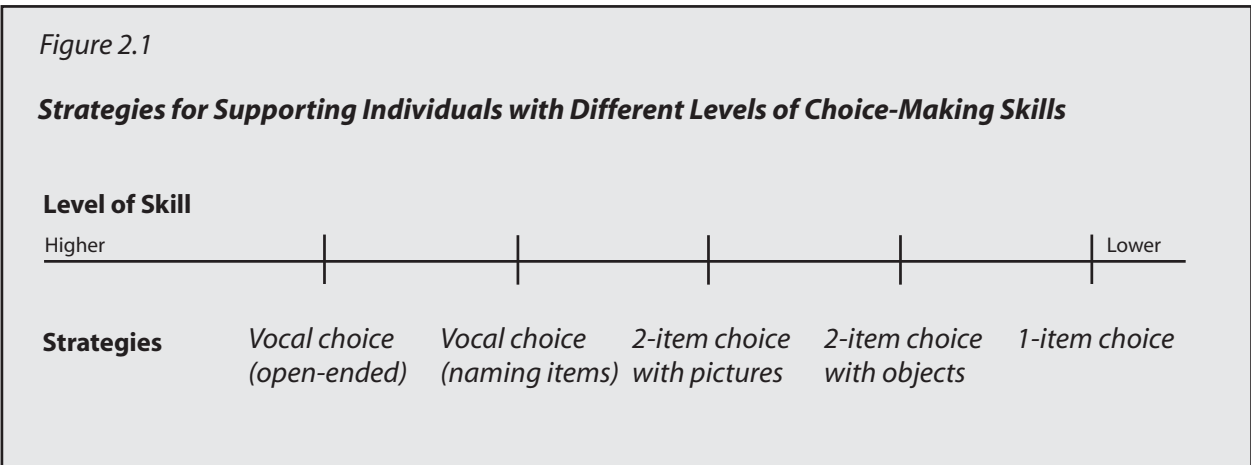 Figure 2.1
Strategies for Supporting Individuals with Different Levels of Choice-Making Skills
Level of Skill
Higher
Lower
Strategies
Vocal choice
(open-ended)
Vocal choice
(naming items)
2-item choice
with pictures
2-item choice
with objects
1-item choice